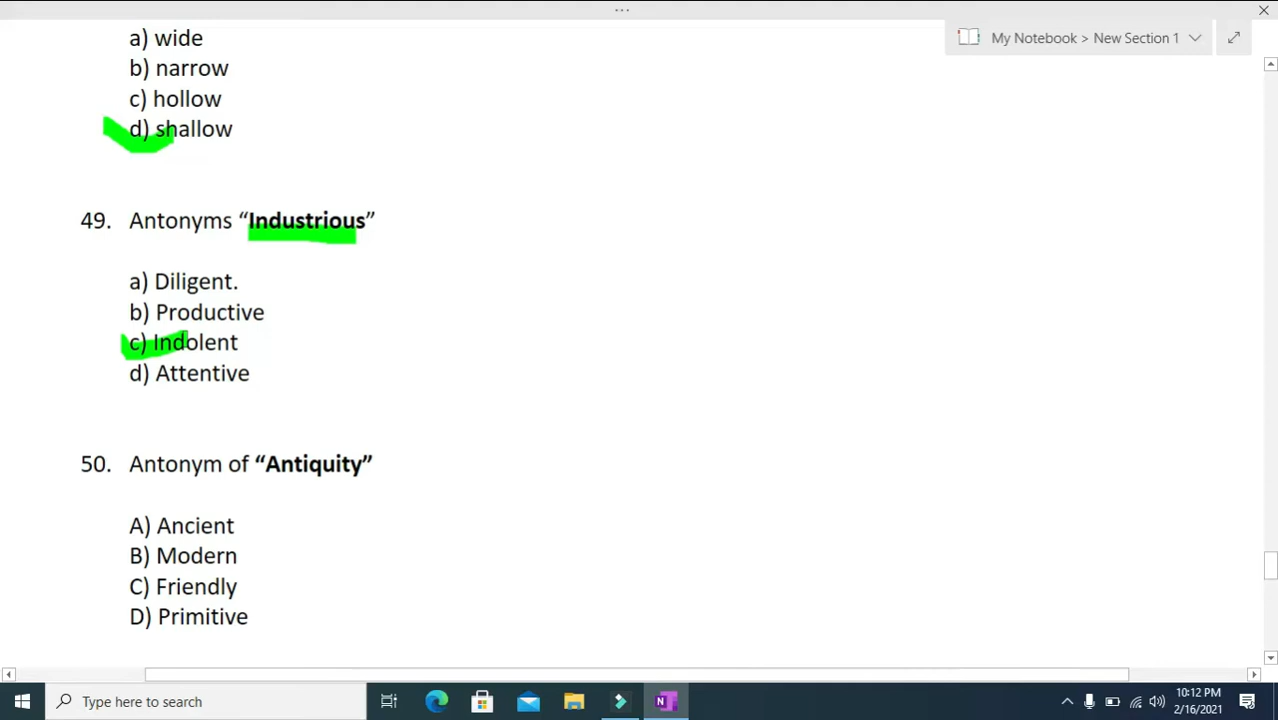 ...
My Notebook > New Section 1
a) wide
b) narrow
c) hollow
d) shallow
49. Antonyms “Industrious”
a) Diligent.
b) Productive
c) Indolent
d) Attentive
50. Antonym of “Antiquity”
A) Ancient
B) Modern
C) Friendly
D) Primitive
Type here to search
N
10:12 PM
2/16/2021